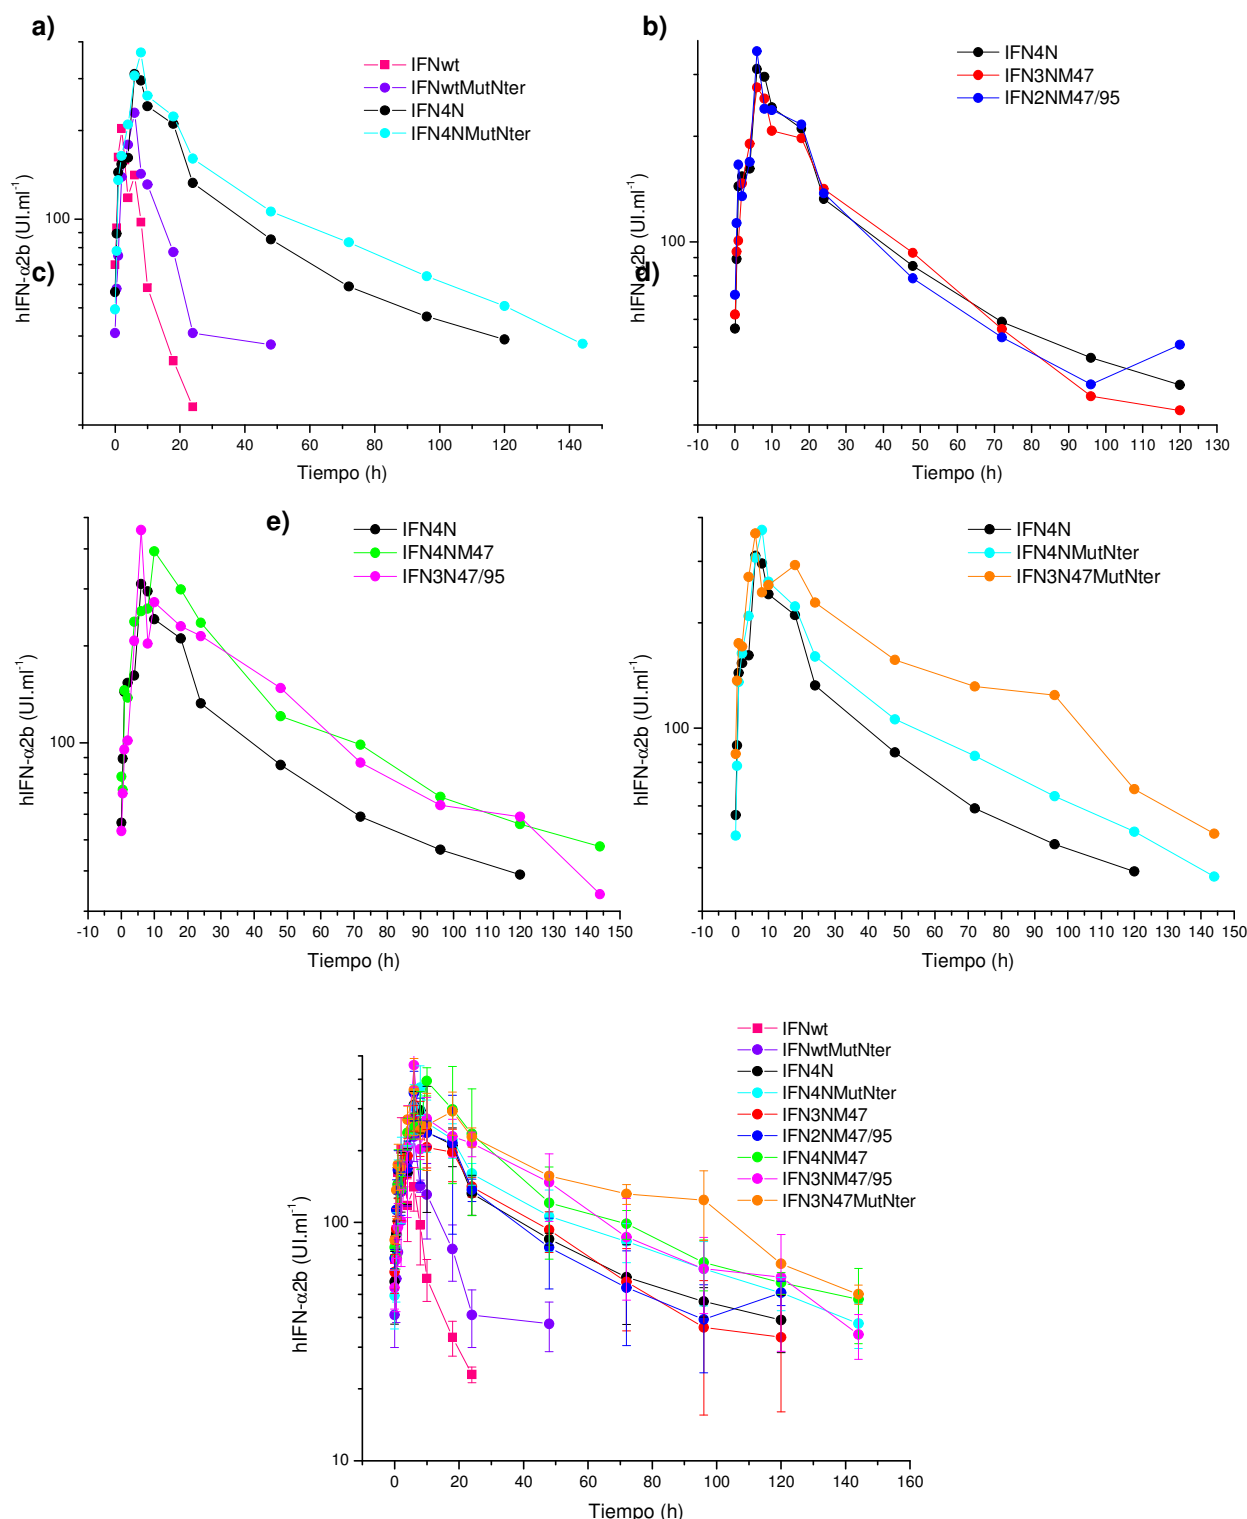 a)
b)
IFNwt
IFNwtMutNter
IFN4N
IFN4NMutNter
IFN4N
IFN3NM47
IFN2NM47/95
100
100
hIFN-α2b (UI.ml⁻¹)
hIFN-α2b (UI.ml⁻¹)
c)
d)
0 20 40 60 80 100 120 140
-10 0 10 20 30 40 50 60 70 80 90 100 110 120 130
Tiempo (h)
Tiempo (h)
e)
IFN4N
IFN4NM47
IFN3N47/95
IFN4N
IFN4NMutNter
IFN3N47MutNter
100
100
hIFN-α2b (UI.ml⁻¹)
hIFN-α2b (UI.ml⁻¹)
-10 0 10 20 30 40 50 60 70 80 90 100 110 120 130 140 150
-10 0 10 20 30 40 50 60 70 80 90 100 110 120 130 140 150
Tiempo (h)
Tiempo (h)
IFNwt
IFNwtMutNter
IFN4N
IFN4NMutNter
IFN3NM47
IFN2NM47/95
IFN4NM47
IFN3NM47/95
IFN3N47MutNter
100
10
hIFN-α2b (UI.ml⁻¹)
0 20 40 60 80 100 120 140 160
Tiempo (h)